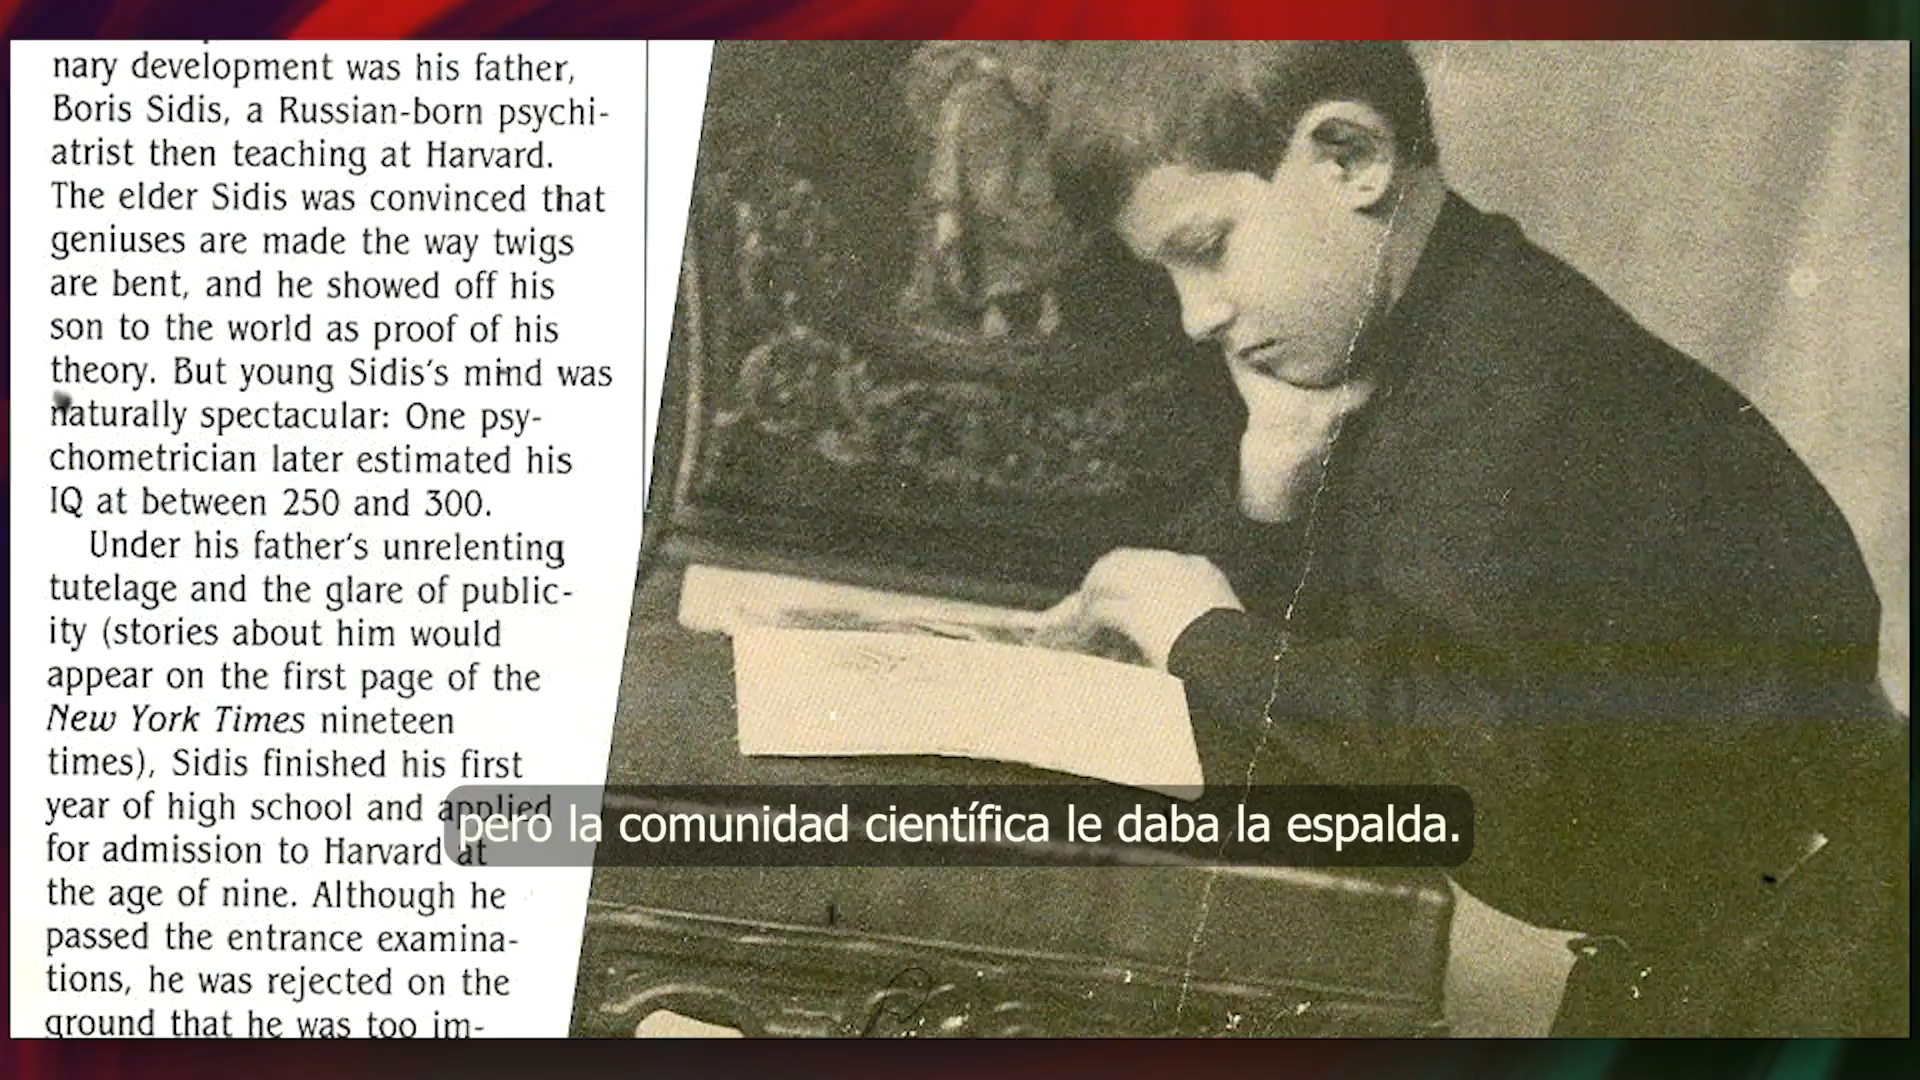 nary development was his father,
Boris Sidis, a Russian-born psychi-
atrist then teaching at Harvard.
The elder Sidis was convinced that
geniuses are made the way twigs
are bent, and he showed off his
son to the world as proof of his
theory. But young Sidis's mind was
naturally spectacular: One psy-
chometrician later estimated his
IQ at between 250 and 300.
Under his father's unrelenting
tutelage and the glare of public-
ity (stories about him would
appear on the first page of the
New York Times nineteen
times), Sidis finished his first
year of high school and applied
for admission to Harvard at
the age of nine. Although he
passed the entrance examina-
tions, he was rejected on the
ground that he was too im-
pero la comunidad científica le daba la espalda.